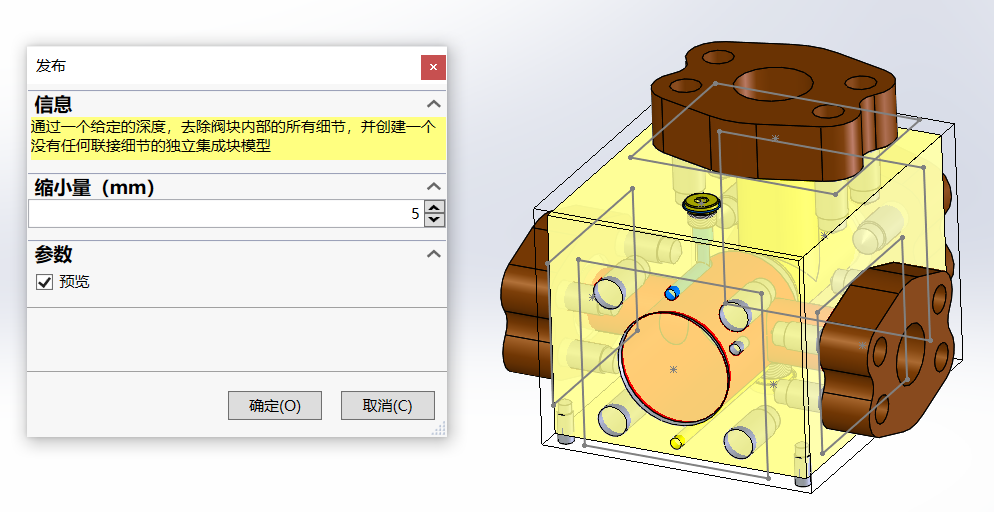 发布
信息
通过一个给定的深度，去除阀块内部的所有细节，并创建一个
没有任何联接细节的独立集成块模型
缩小量（mm）
5
参数
预览
确定(O)
取消(C)